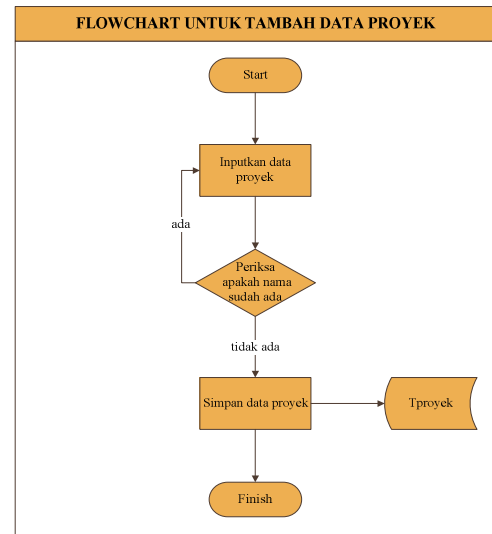 FLOWCHART UNTUK TAMBAH DATA PROYEK
Start
Inputkan data
proyek
ada
Periksa
apakah nama
sudah ada
tidak ada
Simpan data proyek
Tproyek
Finish